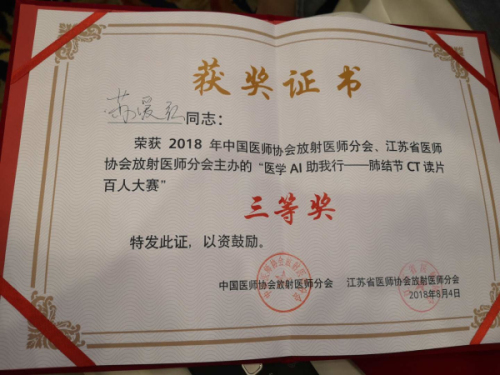 获奖证书
同志：
荣获 2018 年中国医师协会放射医师分会、江苏省医师
协会放射医师分会主办的“医学 AI 助我行——肺结节 CT 读片
百人大赛”
三等奖
特发此证，以资鼓励。
中国医师协会放射医师分会 江苏省医师协会放射医师分会
2018年8月4日